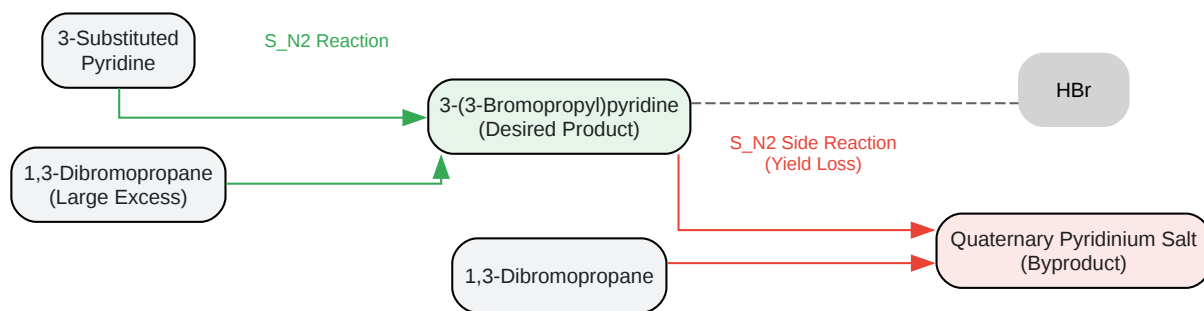 3-Substituted
Pyridine
S_N2 Reaction
HBr
3-(3-Bromopropyl)pyridine
(Desired Product)
S_N2 Side Reaction
(Yield Loss)
1,3-Dibromopropane
(Large Excess)
Quaternary Pyridinium Salt
(Byproduct)
1,3-Dibromopropane